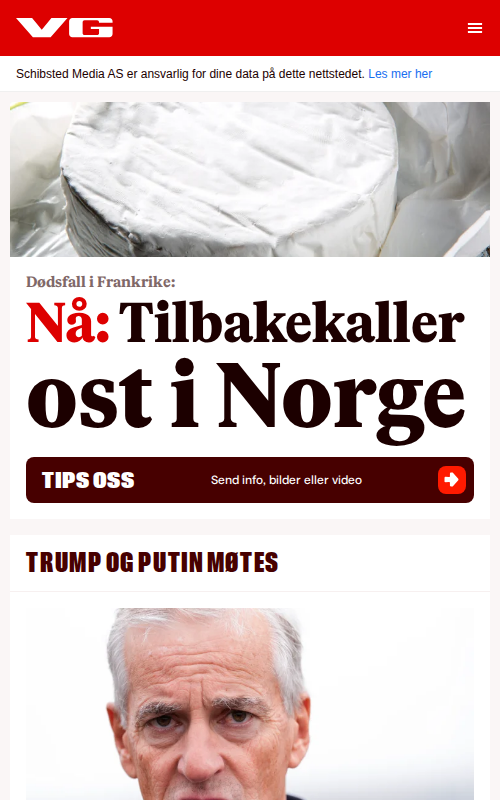 VG
Schibsted Media AS er ansvarlig for dine data på dette nettstedet. Les mer her
Dødsfall i Frankrike:
Nå: Tilbakekaller
ost i Norge
TIPS OSS
Send info, bilder eller video
TRUMP OG PUTIN MØTES